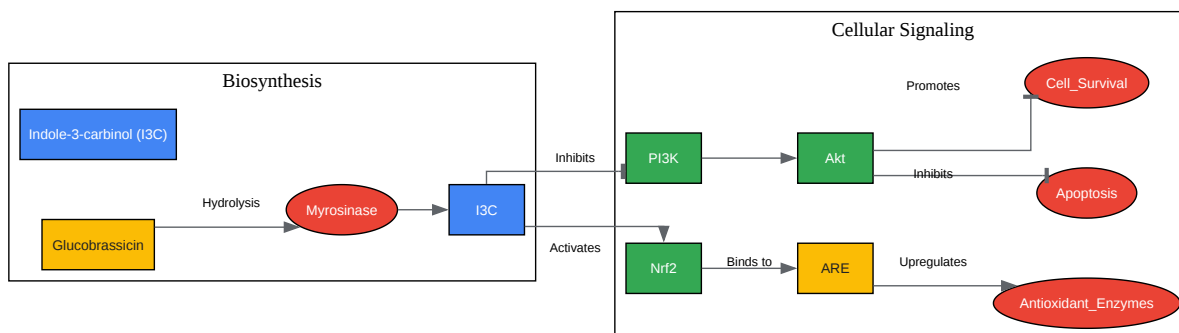 Biosynthesis
Indole-3-carbinol (I3C)
Glucobrassicin
Hydrolysis
Myrosinase
I3C
Inhibits
Activates
Cellular Signaling
PI3K
Akt
Promotes
Cell_Survival
Inhibits
Apoptosis
Nrf2
Binds to
ARE
Upregulates
Antioxidant_Enzymes